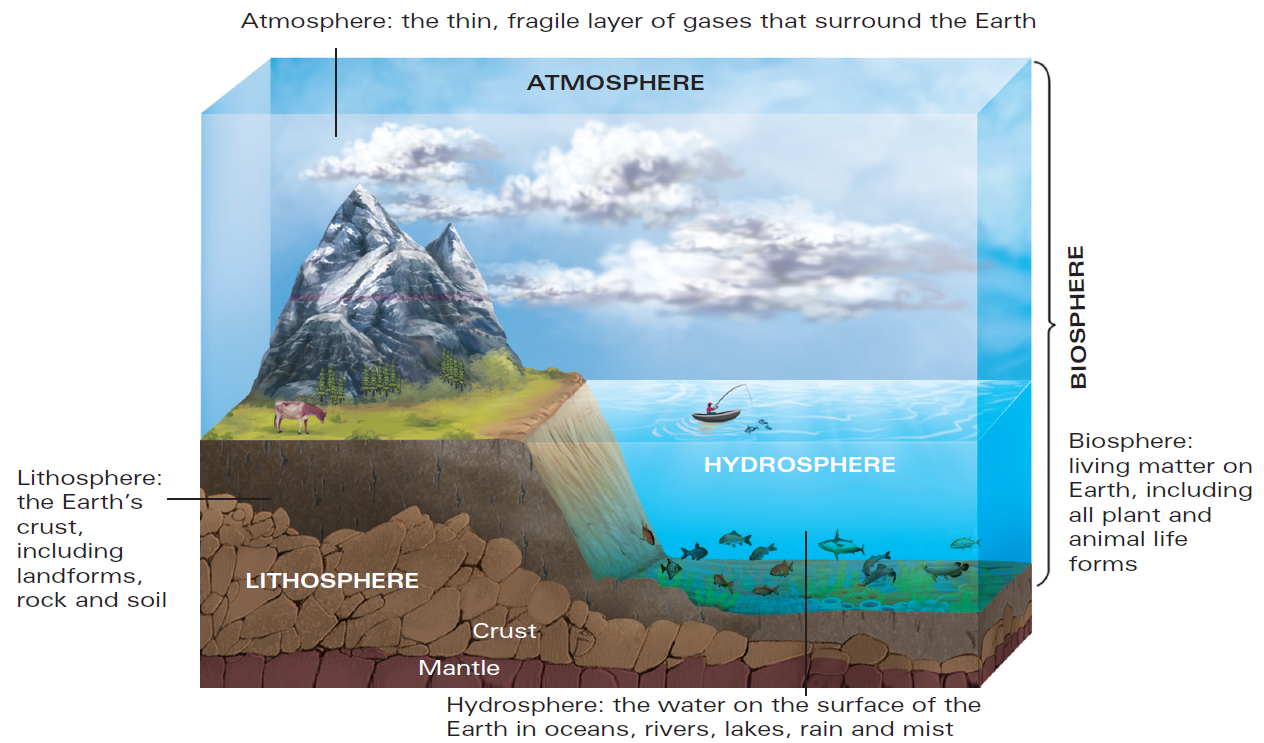 Atmosphere: the thin, fragile layer of gases that surround the Earth
ATMOSPHERE
BIOSPHERE
Biosphere:
living matter on
Earth, including
all plant and
animal life
forms
HYDROSPHERE
Lithosphere:
the Earth’s
crust,
including
landforms,
rock and soil
LITHOSPHERE
Crust
Mantle
Hydrosphere: the water on the surface of the
Earth in oceans, rivers, lakes, rain and mist